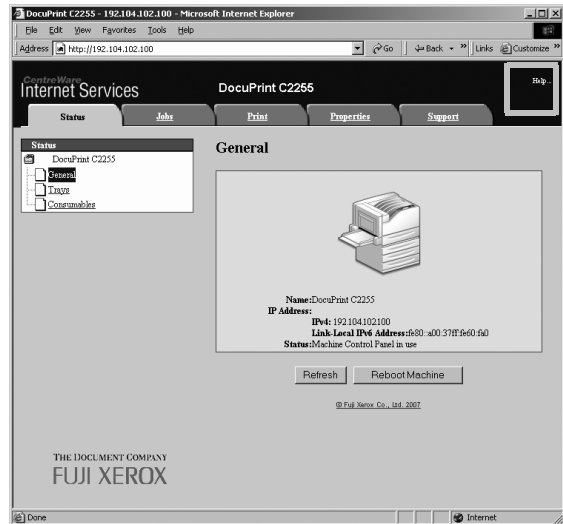 DocuPrint C2255 - 192.104.102.100 - Microsoft Internet Explorer
File Edit View Favorites Tools Help
Address http://192.104.102.100 Go Back » Links Customize »
CentreWare
Internet Services DocuPrint C2255 Help...
Status Jobs Print Properties Support
Status
DocuPrint C2255
General
Trays
Consumables
General
Name:DocuPrint C2255
IP Address:
IPv4: 192.104.102.100
Link-Local IPv6 Address:fe80::a00:37ff:fe60:fa0
Status:Machine Control Panel in use
Refresh Reboot Machine
© Fuji Xerox Co., Ltd. 2007
THE DOCUMENT COMPANY
FUJI XEROX
Done Internet